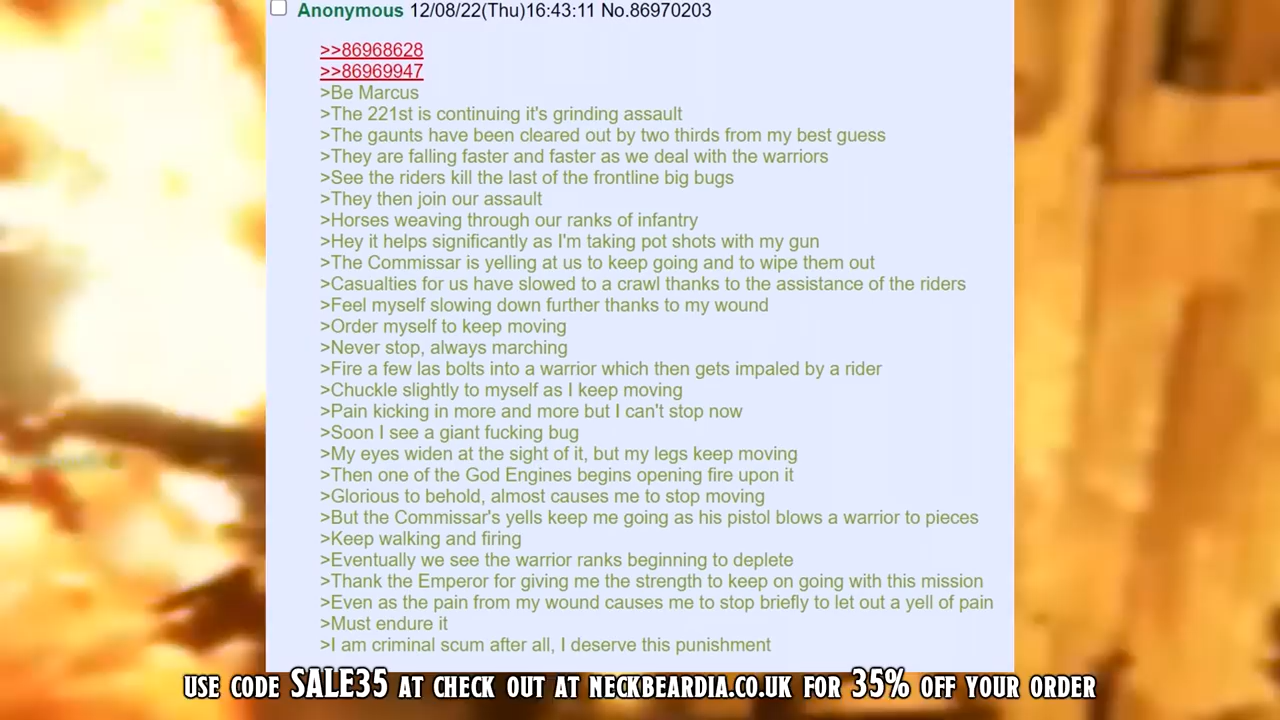 Anonymous 12/08/22(Thu)16:43:11 No.86970203
>>86968628
>>86969947
>Be Marcus
>The 221st is continuing it's grinding assault
>The gaunts have been cleared out by two thirds from my best guess
>They are falling faster and faster as we deal with the warriors
>See the riders kill the last of the frontline big bugs
>They then join our assault
>Horses weaving through our ranks of infantry
>Hey it helps significantly as I'm taking pot shots with my gun
>The Commissar is yelling at us to keep going and to wipe them out
>Casualties for us have slowed to a crawl thanks to the assistance of the riders
>Feel myself slowing down further thanks to my wound
>Order myself to keep moving
>Never stop, always marching
>Fire a few las bolts into a warrior which then gets impaled by a rider
>Chuckle slightly to myself as I keep moving
>Pain kicking in more and more but I can't stop now
>Soon I see a giant fucking bug
>My eyes widen at the sight of it, but my legs keep moving
>Then one of the God Engines begins opening fire upon it
>Glorious to behold, almost causes me to stop moving
>But the Commissar's yells keep me going as his pistol blows a warrior to pieces
>Keep walking and firing
>Eventually we see the warrior ranks beginning to deplete
>Thank the Emperor for giving me the strength to keep on going with this mission
>Even as the pain from my wound causes me to stop briefly to let out a yell of pain
>Must endure it
>I am criminal scum after all, I deserve this punishment
USE CODE SALE35 AT CHECK OUT AT NECKBEARDIA.CO.UK FOR 35% OFF YOUR ORDER